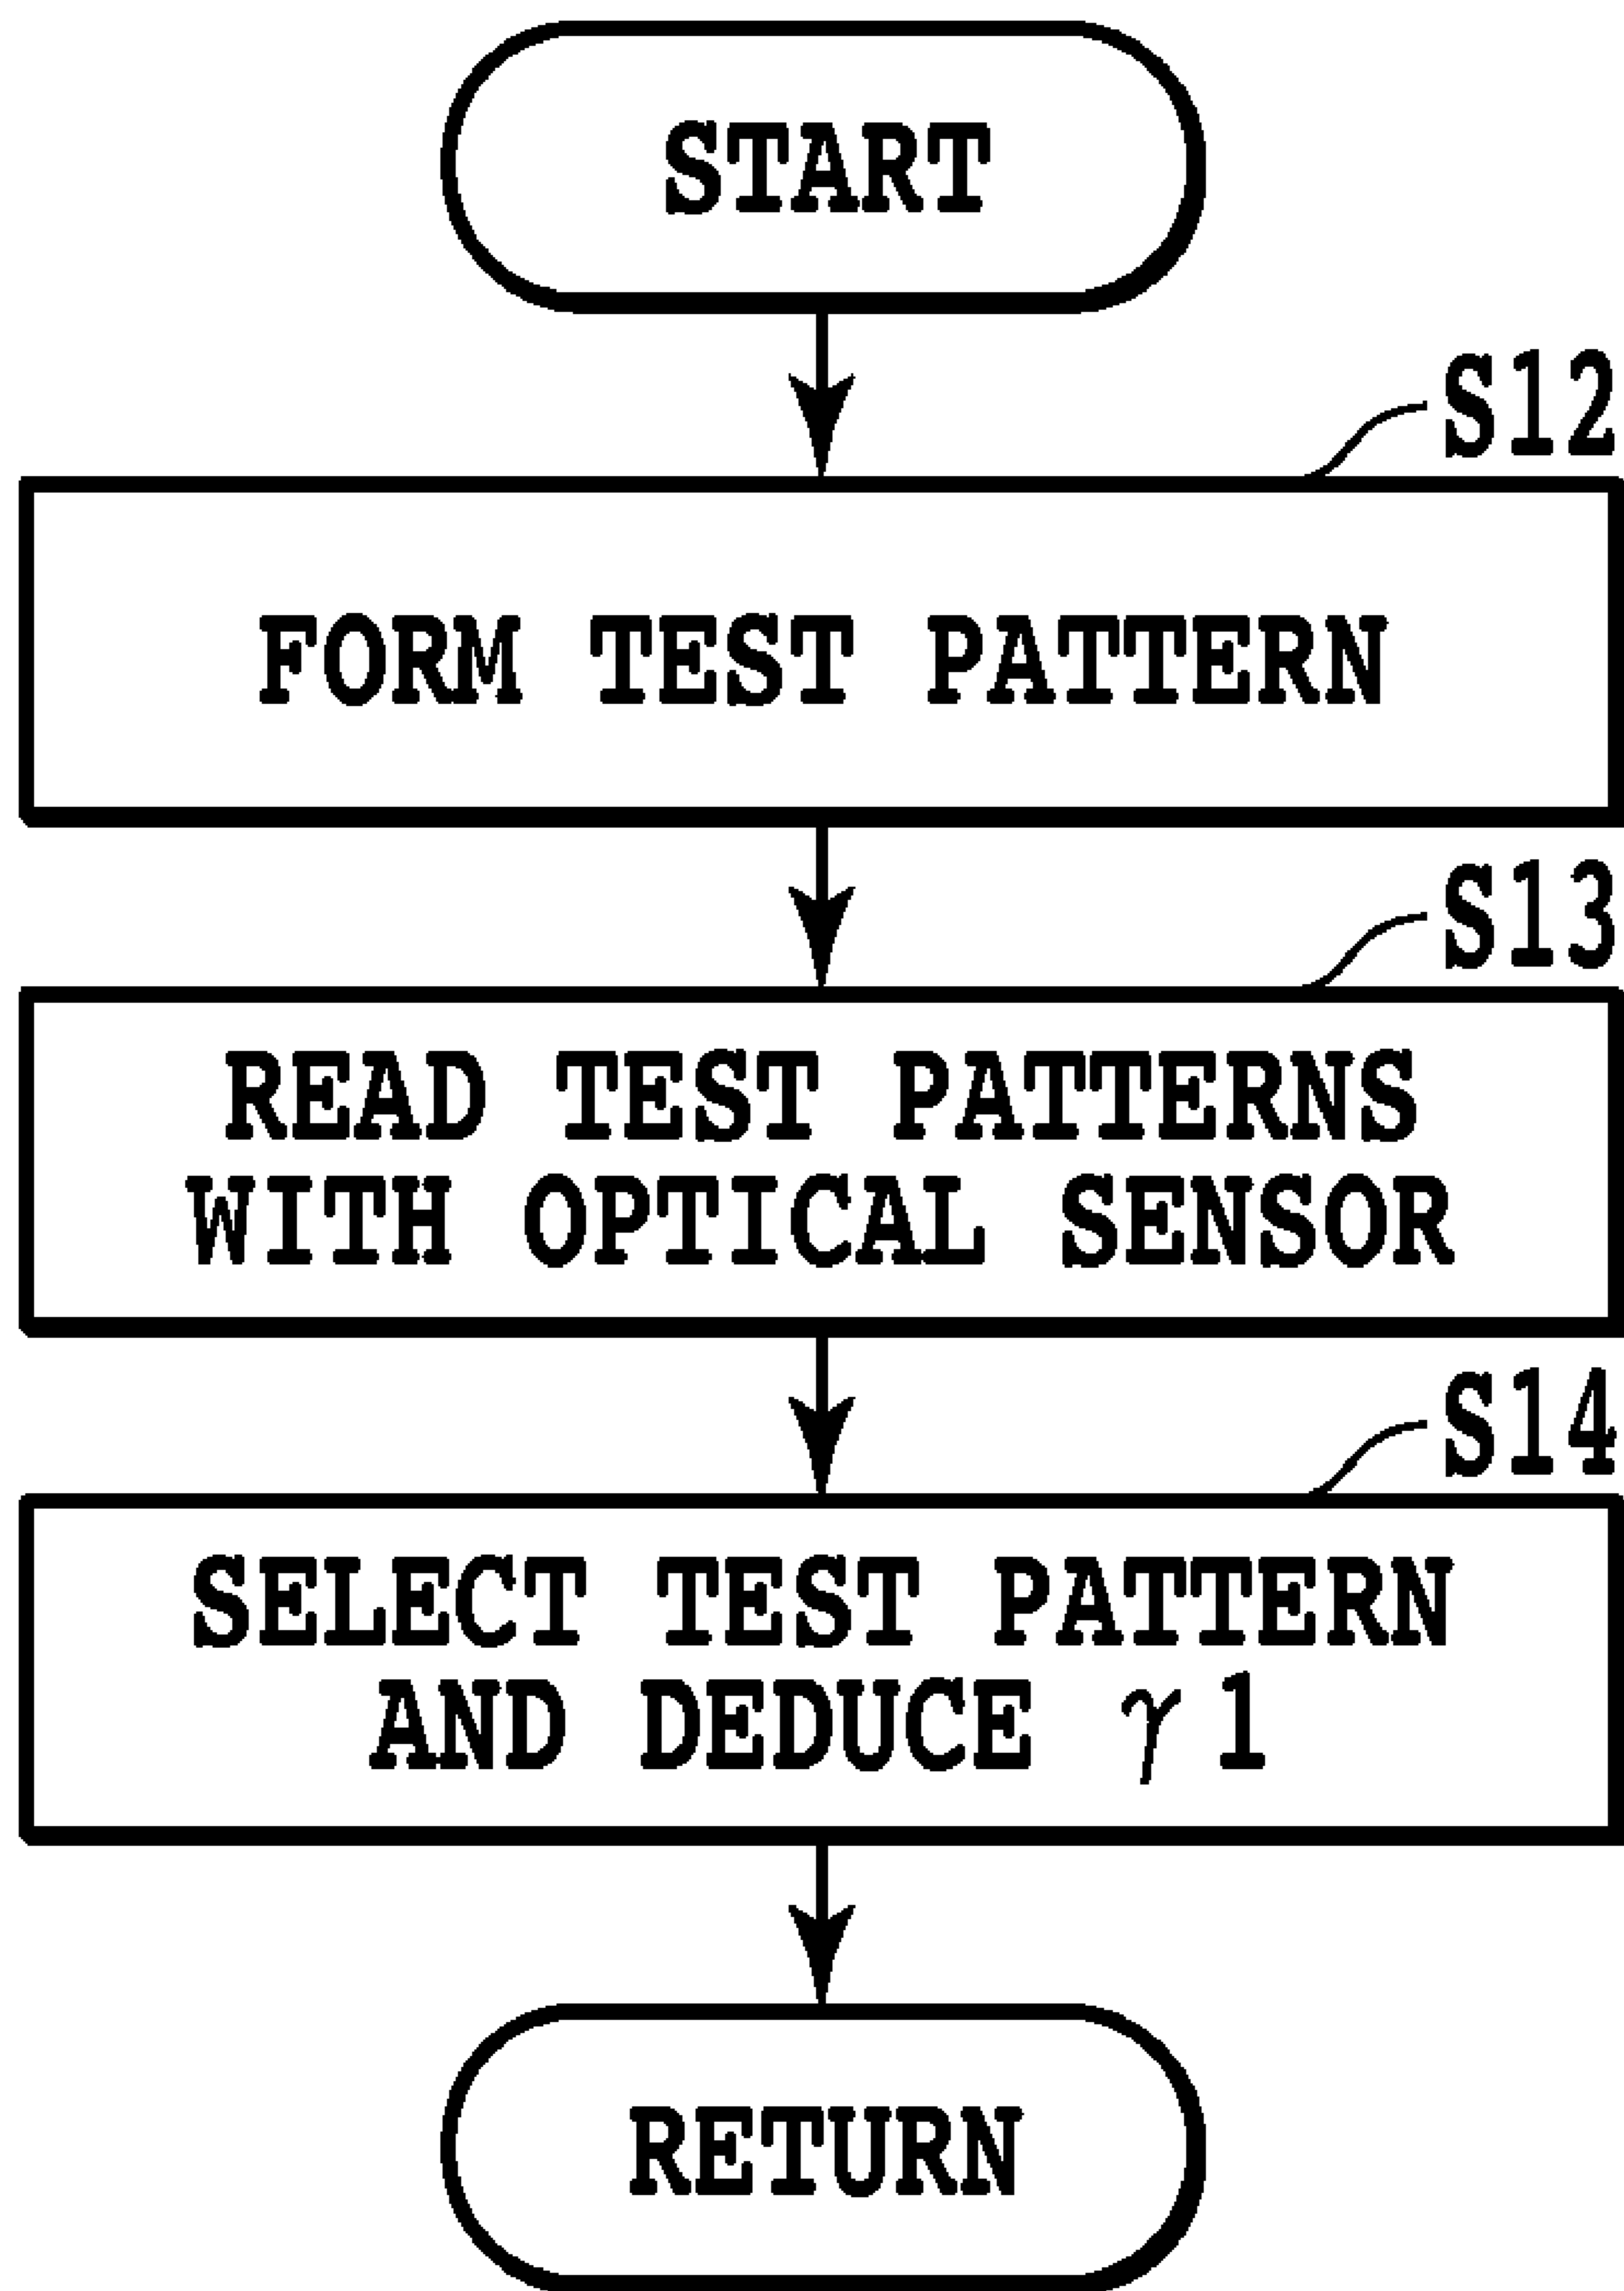 START
S12
FORM TEST PATTERN
S13
READ TEST PATTERNS
WITH OPTICAL SENSOR
S14
SELECT TEST PATTERN
AND DEDUCE γ1
RETURN